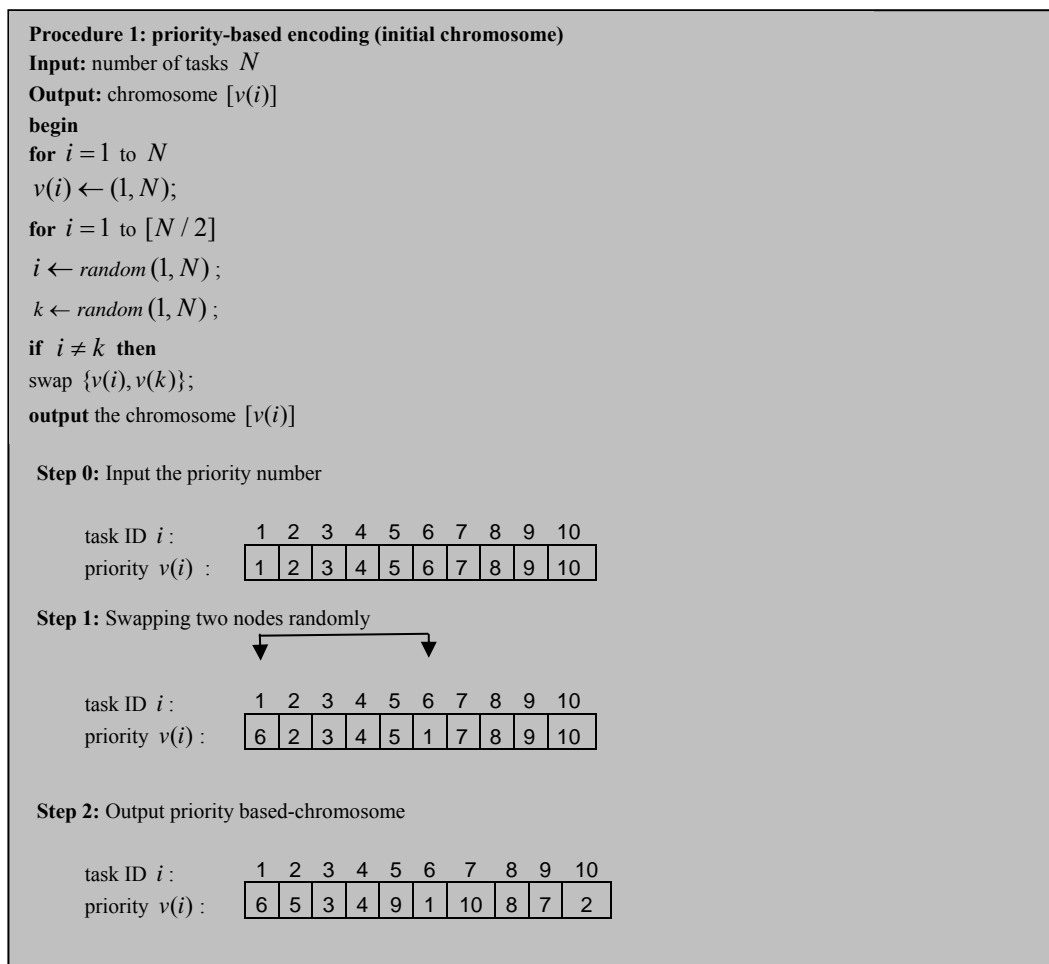 Procedure 1: priority-based encoding (initial chromosome)
Input: number of tasks N
Output: chromosome [v(i)]
begin
for i = 1 to N
v(i) ← (1, N);
for i = 1 to [N / 2]
i ← random (1, N) ;
k ← random (1, N) ;
if i ≠ k then
swap {v(i), v(k)};
output the chromosome [v(i)]
Step 0: Input the priority number
task ID i : 1 2 3 4 5 6 7 8 9 10
priority v(i) : 1 2 3 4 5 6 7 8 9 10
Step 1: Swapping two nodes randomly
task ID i : 1 2 3 4 5 6 7 8 9 10
priority v(i) : 6 2 3 4 5 1 7 8 9 10
Step 2: Output priority based-chromosome
task ID i : 1 2 3 4 5 6 7 8 9 10
priority v(i) : 6 5 3 4 9 1 10 8 7 2